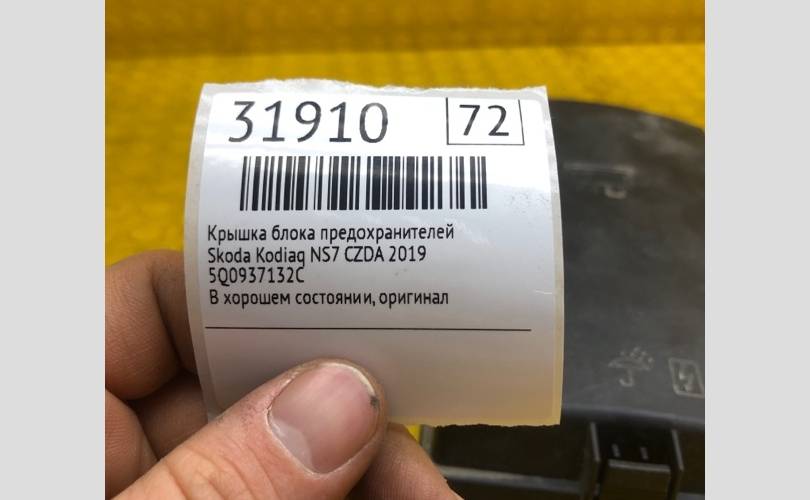 31910 72
Крышка блока предохранителей
Skoda Kodiaq NS7 CZDA 2019
5Q0937132C
В хорошем состоянии, оригинал